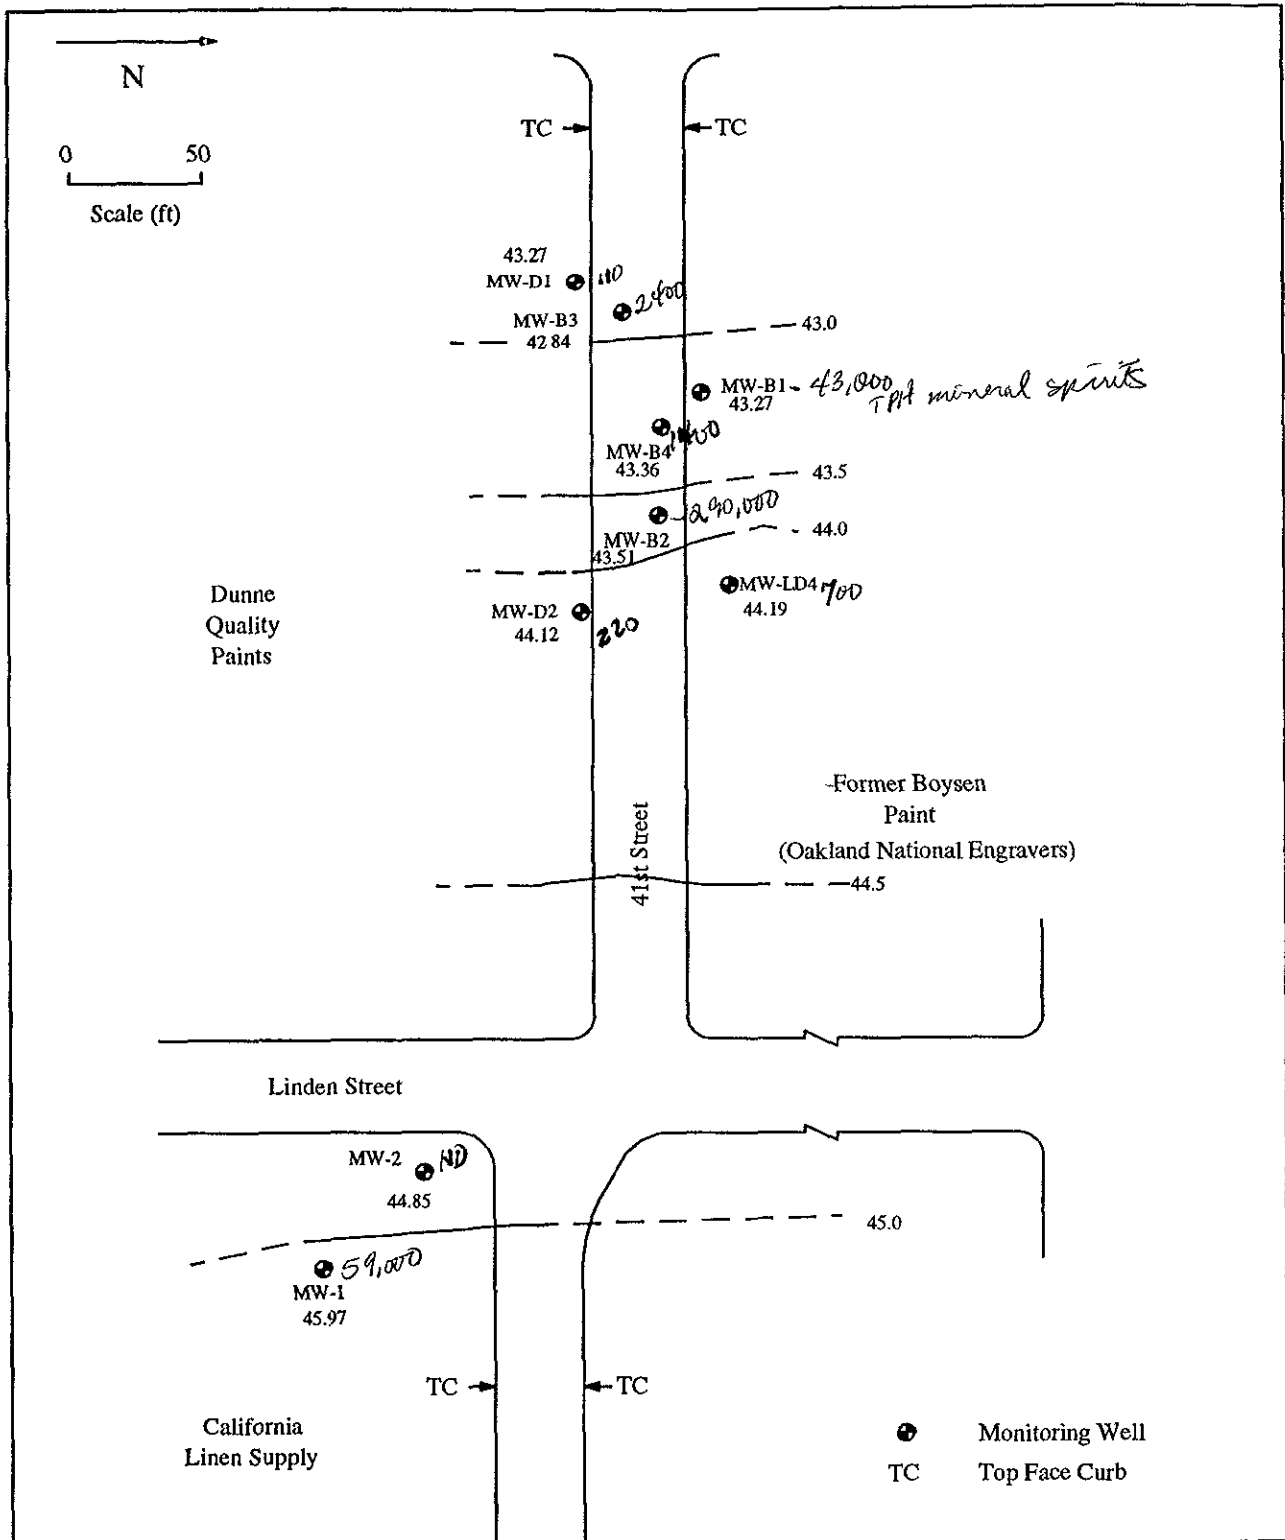 N
0 50
Scale (ft)
TC TC
43.27
MW-D1
2400
MW-B3
42 84
43.0
MW-B1 - 43,000
TPH mineral spirits
43.27
MW-B4
43.36
43.5
290,000
MW-B2
43.51
44.0
MW-LD4 700
44.19
MW-D2
44.12
220
Dunne
Quality
Paints
Former Boysen
Paint
(Oakland National Engravers)
41st Street
44.5
Linden Street
MW-2 ND
44.85
45.0
59,000
MW-1
45.97
TC TC
California
Linen Supply
Monitoring Well
TC Top Face Curb